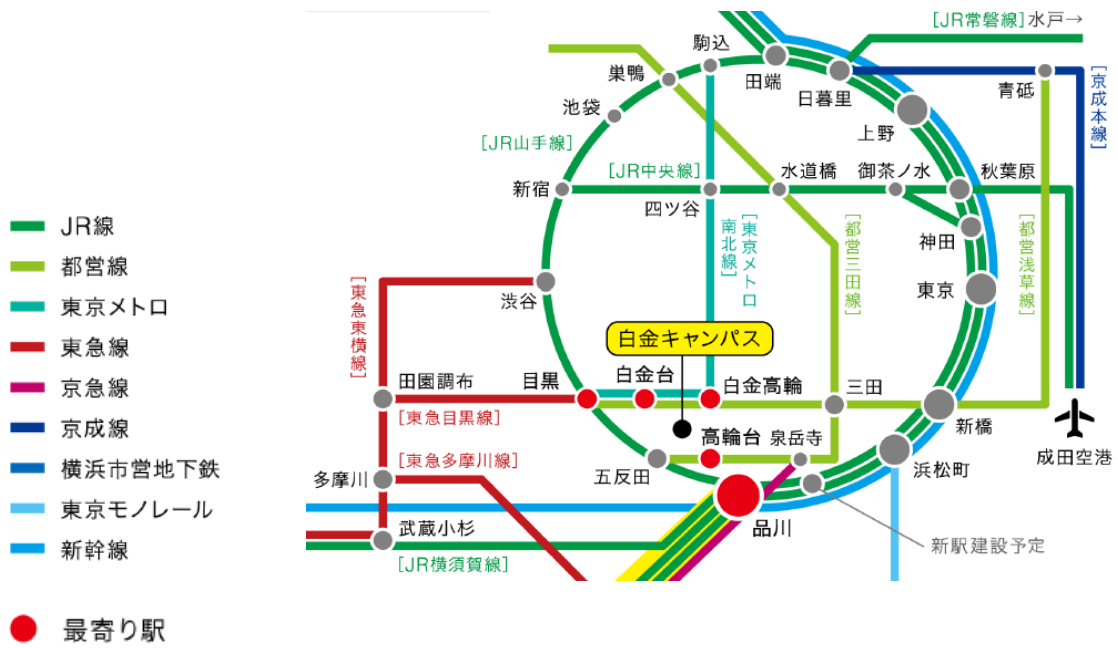 JR線
都営線
東京メトロ
東急線
京急線
京成線
横浜市営地下鉄
東京モノレール
新幹線
最寄り駅
[JR常磐線] 水戸→
駒込
巣鴨
田端
日暮里
青砥
[京成本線]
池袋
上野
[JR山手線]
[JR中央線]
水道橋
御茶ノ水
秋葉原
新宿
四ツ谷
[東京メトロ
南北線]
[都営三田線]
神田
[都営浅草線]
渋谷
[東急東横線]
東京
白金キャンパス
田園調布
目黒
白金台
白金高輪
三田
[東急目黒線]
新橋
高輪台
泉岳寺
成田空港
[東急多摩川線]
多摩川
五反田
浜松町
武蔵小杉
品川
新駅建設予定
[JR横須賀線]